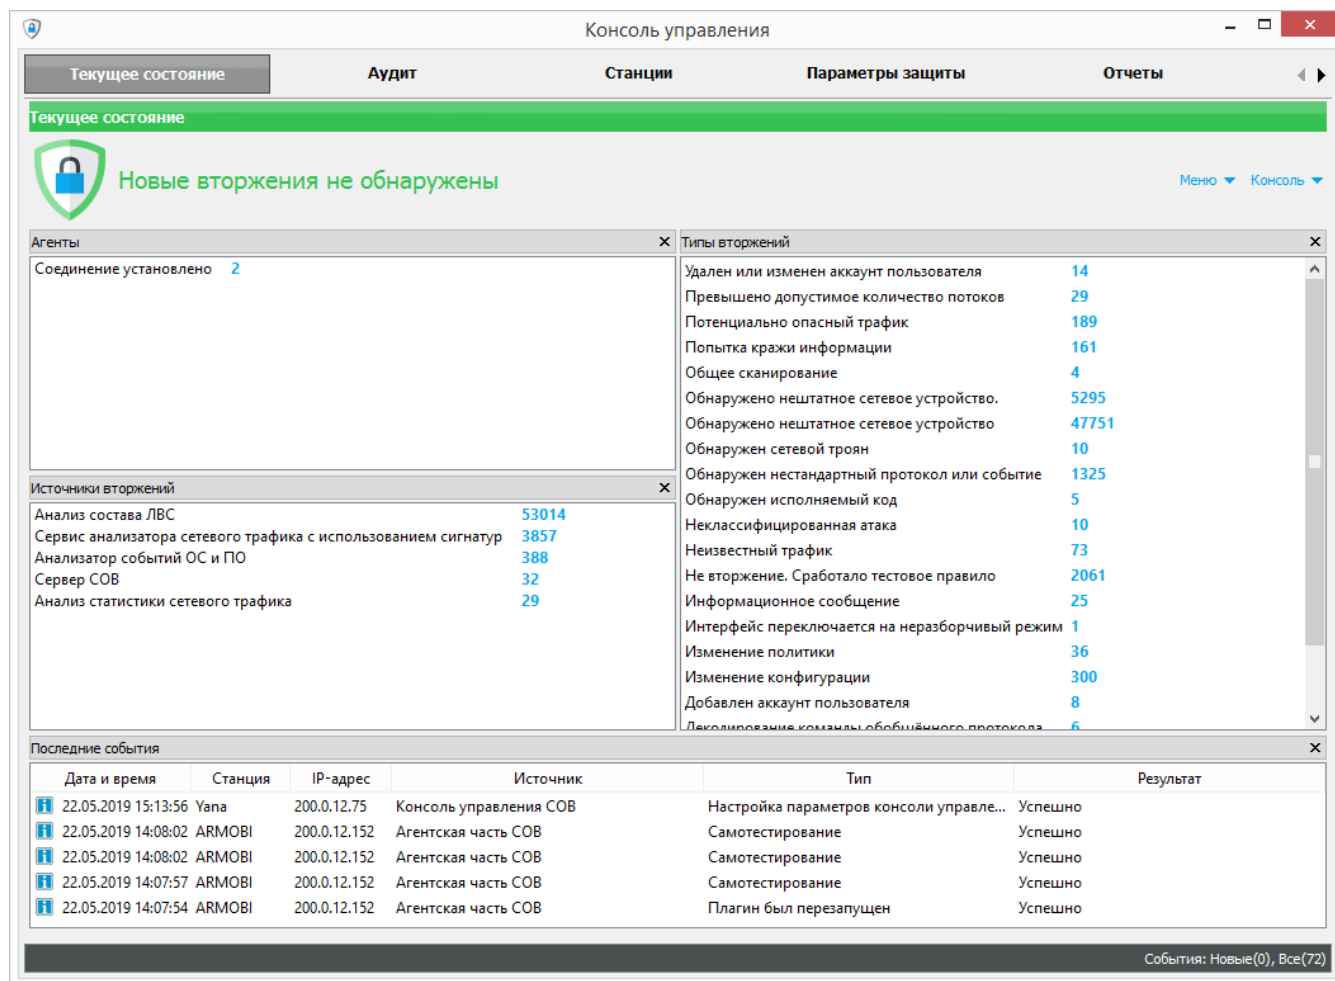 Консоль управления
Текущее состояние Аудит Станции Параметры защиты Отчеты
Текущее состояние
Новые вторжения не обнаружены
Меню Консоль
Агенты
Соединение установлено 2
Типы вторжений
Удален или изменен аккаунт пользователя 14
Превышено допустимое количество потоков 29
Потенциально опасный трафик 189
Попытка кражи информации 161
Общее сканирование 4
Обнаружено нештатное сетевое устройство. 5295
Обнаружено нештатное сетевое устройство 47751
Обнаружен сетевой троян 10
Обнаружен нестандартный протокол или событие 1325
Обнаружен исполняемый код 5
Неклассифицированная атака 10
Неизвестный трафик 73
Не вторжение. Сработало тестовое правило 2061
Информационное сообщение 25
Интерфейс переключается на неразборчивый режим 1
Изменение политики 36
Изменение конфигурации 300
Добавлен аккаунт пользователя 8
Декодирование команды обобщённого протокола 6
Источники вторжений
Анализ состава ЛВС 53014
Сервис анализатора сетевого трафика с использованием сигнатур 3857
Анализатор событий ОС и ПО 388
Сервер СОВ 32
Анализ статистики сетевого трафика 29
Последние события
Дата и время Станция IP-адрес Источник Тип Результат
22.05.2019 15:13:56 Yana 200.0.12.75 Консоль управления СОВ Настройка параметров консоли управле... Успешно
22.05.2019 14:08:02 ARMOBI 200.0.12.152 Агентская часть СОВ Самотестирование Успешно
22.05.2019 14:08:02 ARMOBI 200.0.12.152 Агентская часть СОВ Самотестирование Успешно
22.05.2019 14:07:57 ARMOBI 200.0.12.152 Агентская часть СОВ Самотестирование Успешно
22.05.2019 14:07:54 ARMOBI 200.0.12.152 Агентская часть СОВ Плагин был перезапущен Успешно
События: Новые(0), Все(72)